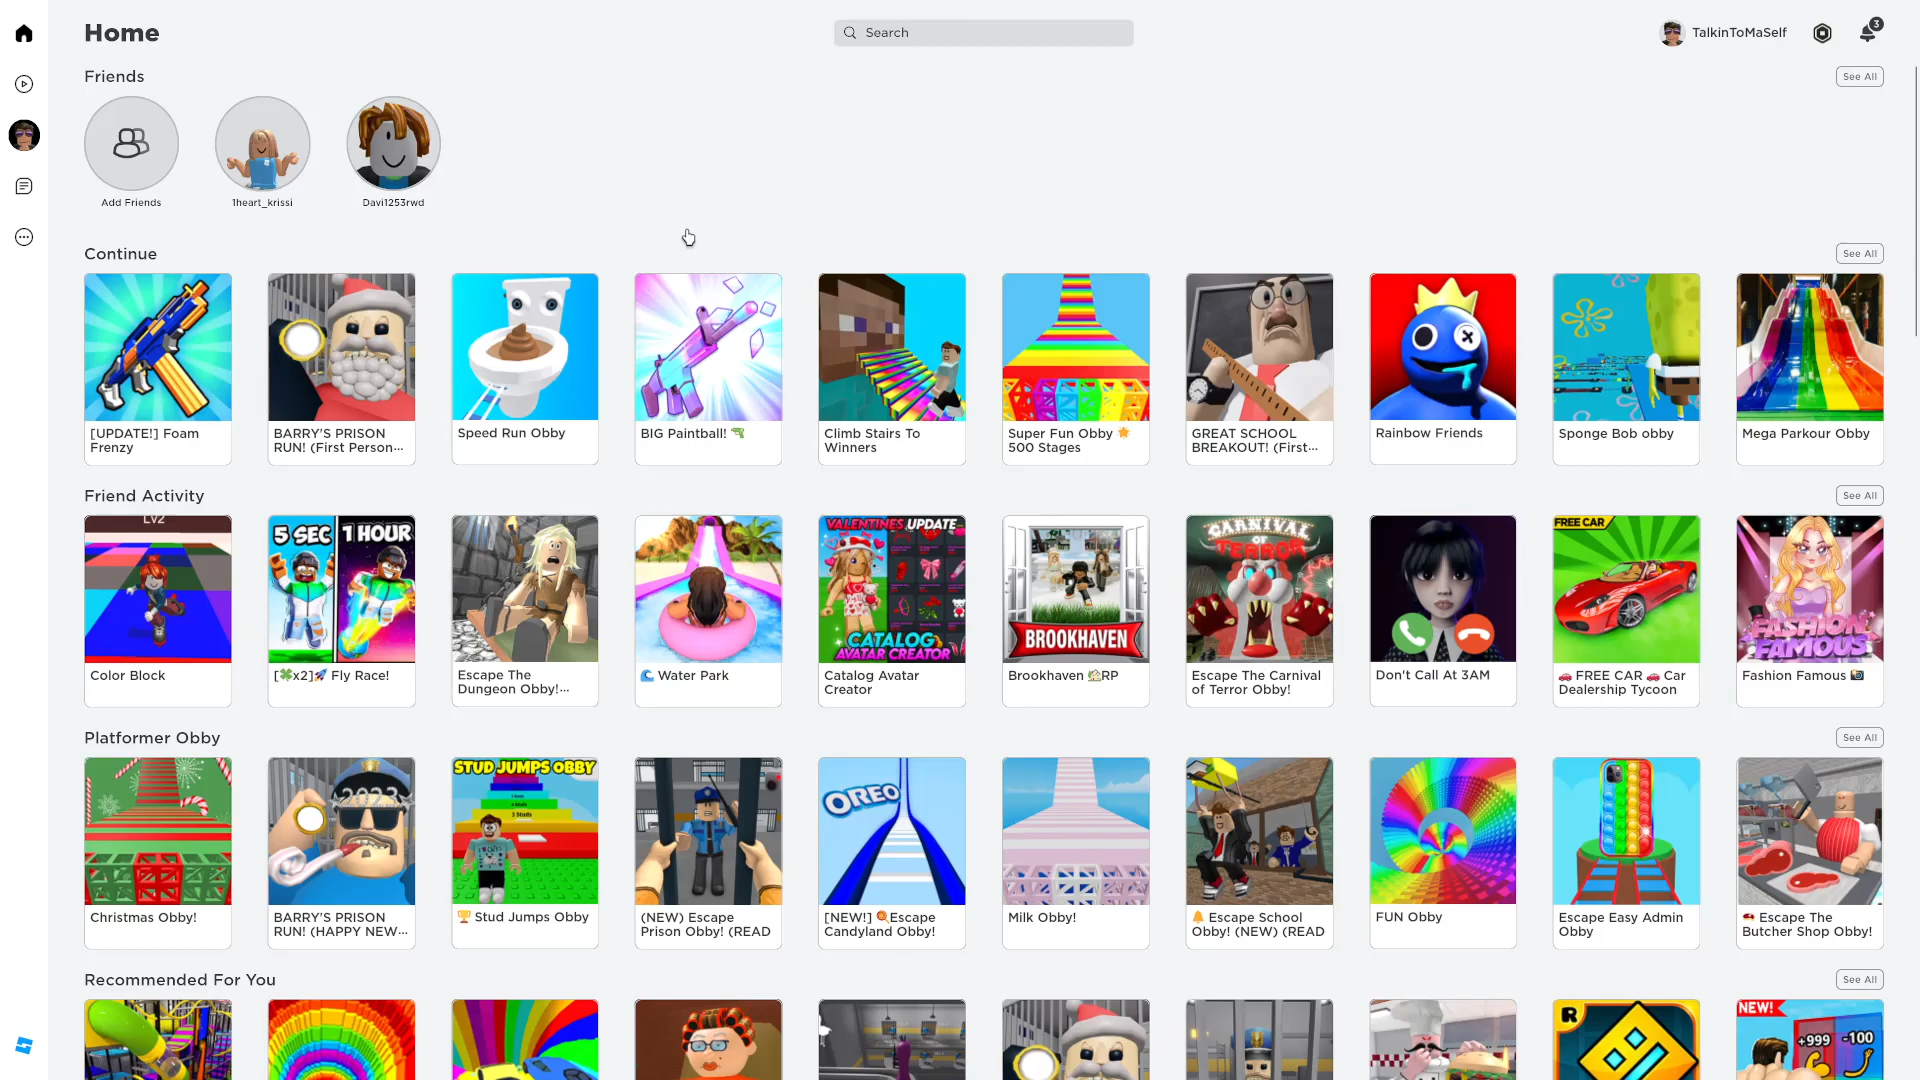 Home
Search
TalkinToMaSelf
3
Friends
See All
Add Friends
1heart_krissi
Davi1253rwd
Continue
See All
[UPDATE!] Foam
Frenzy
BARRY'S PRISON
RUN! (First Person...
Speed Run Obby
BIG Paintball! 🔫
Climb Stairs To
Winners
Super Fun Obby 🌟
500 Stages
GREAT SCHOOL
BREAKOUT! (First...
Rainbow Friends
Sponge Bob obby
Mega Parkour Obby
Friend Activity
See All
LV2
5 SEC
1 HOUR
VALENTINES UPDATE
CATALOG
AVATAR CREATOR
BROOKHAVEN
CARNIVAL
OF
TERROR
FREE CAR
FASHION
FAMOUS
Color Block
[🍀x2]🚀 Fly Race!
Escape The
Dungeon Obby!...
🌊 Water Park
Catalog Avatar
Creator
Brookhaven 🏡RP
Escape The Carnival
of Terror Obby!
Don't Call At 3AM
🚗 FREE CAR 🚗 Car
Dealership Tycoon
Fashion Famous 📸
Platformer Obby
See All
2023
STUD JUMPS OBBY
3 Studs
OREO
Christmas Obby!
BARRY'S PRISON
RUN! (HAPPY NEW...
🏆 Stud Jumps Obby
(NEW) Escape
Prison Obby! (READ
[NEW!] 🍭Escape
Candyland Obby!
Milk Obby!
🔔 Escape School
Obby! (NEW) (READ
FUN Obby
Escape Easy Admin
Obby
🥩 Escape The
Butcher Shop Obby!
Recommended For You
See All
R
NEW!
+999
-100